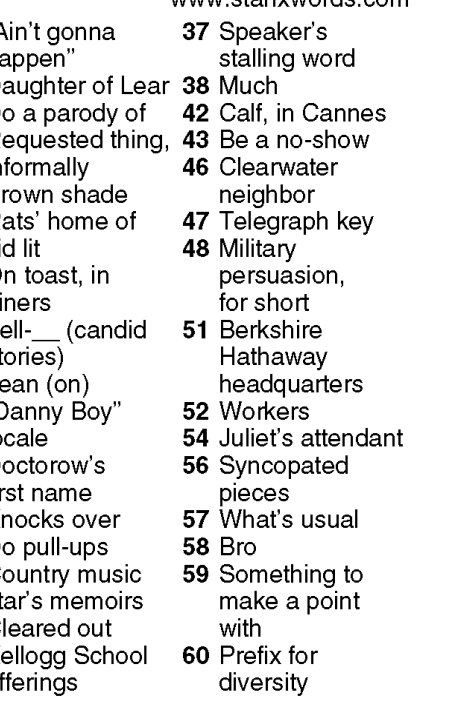 www.stanxwords.com
Ain't gonna
appen”
aughter of Lear
o a parody of
equested thing,
nformally
rown shade
ats' home of
id lit
n toast, in
iners
ell-__ (candid
tories)
ean (on)
Danny Boy”
ocale
octorow's
rst name
nocks over
o pull-ups
ountry music
tar's memoirs
leared out
ellogg School
fferings
37 Speaker's
stalling word
38 Much
42 Calf, in Cannes
43 Be a no-show
46 Clearwater
neighbor
47 Telegraph key
48 Military
persuasion,
for short
51 Berkshire
Hathaway
headquarters
52 Workers
54 Juliet's attendant
56 Syncopated
pieces
57 What's usual
58 Bro
59 Something to
make a point
with
60 Prefix for
diversity